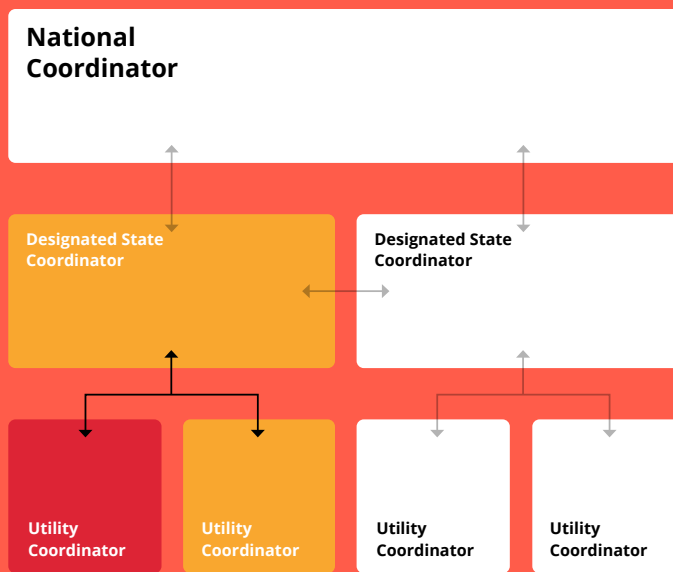 National
Coordinator
Designated State
Coordinator
Designated State
Coordinator
Utility
Coordinator
Utility
Coordinator
Utility
Coordinator
Utility
Coordinator